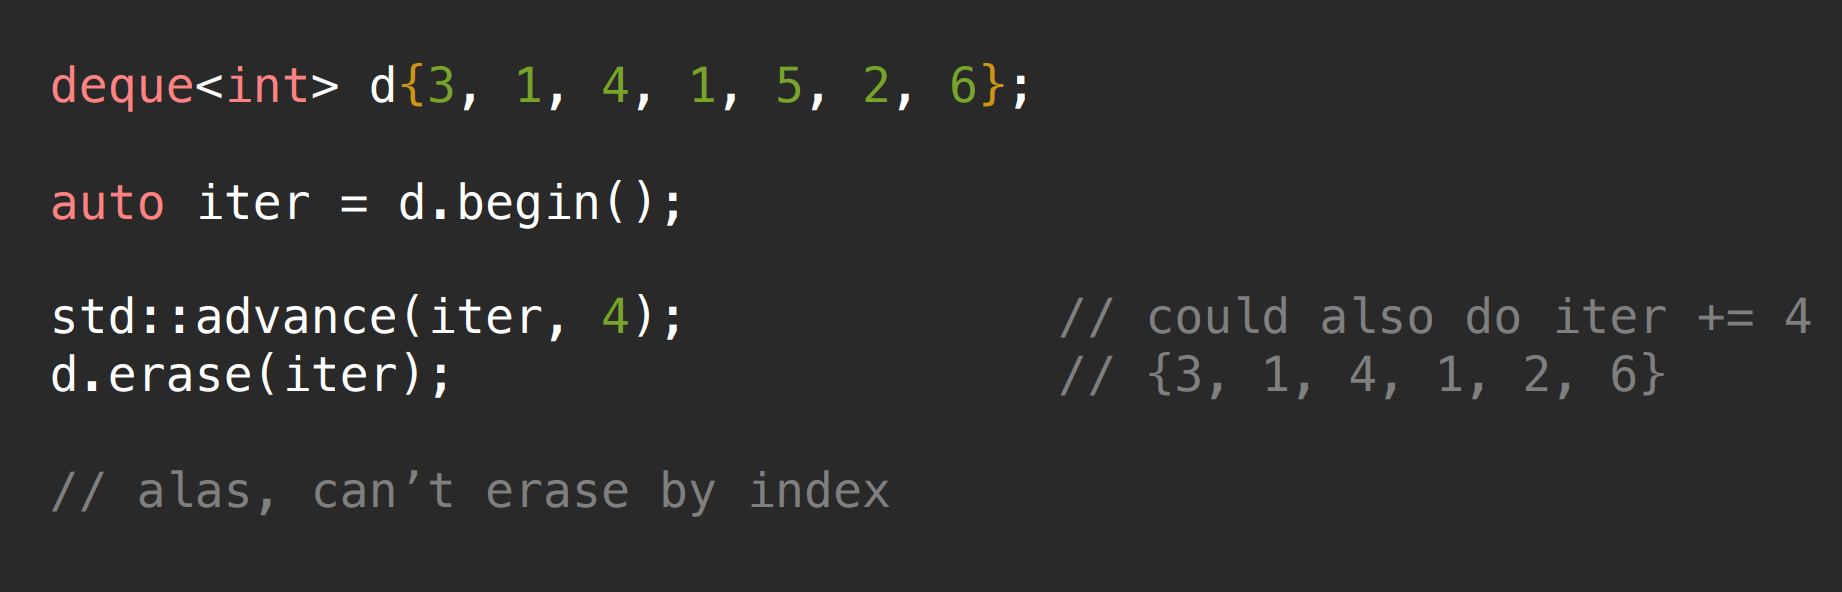 deque<int> d{3, 1, 4, 1, 5, 2, 6};
auto iter = d.begin();
std::advance(iter, 4); // could also do iter += 4
d.erase(iter); // {3, 1, 4, 1, 2, 6}
// alas, can’t erase by index